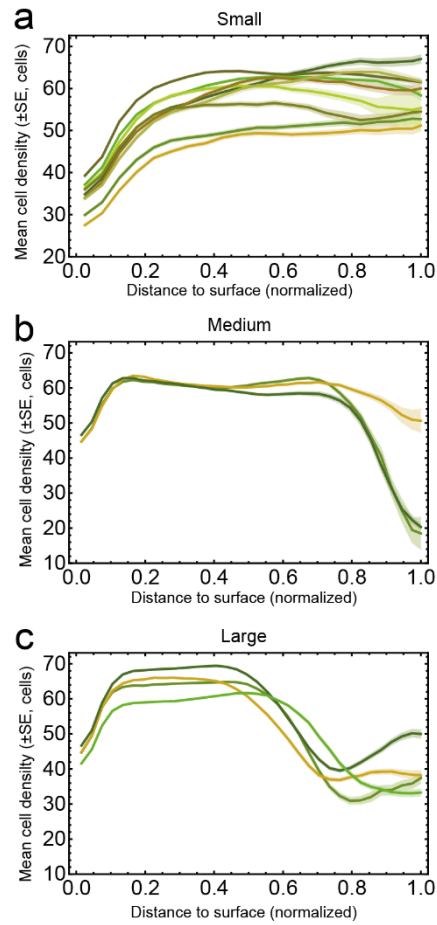 a
Small
Mean cell densiilty (±SE, cells)
70
60
50
40
30
20
0.0 0.2 0.4 0.6 0.8 1.0
Distance to surface (normalized)
b
Medium
Mean cell densiilty (±SE, cells)
70
60
50
40
30
20
10
0.0 0.2 0.4 0.6 0.8 1.0
Distance to surface (normalized)
c
Large
Mean cell densiilty (±SE, cells)
70
60
50
40
30
20
10
0.0 0.2 0.4 0.6 0.8 1.0
Distance to surface (normalized)